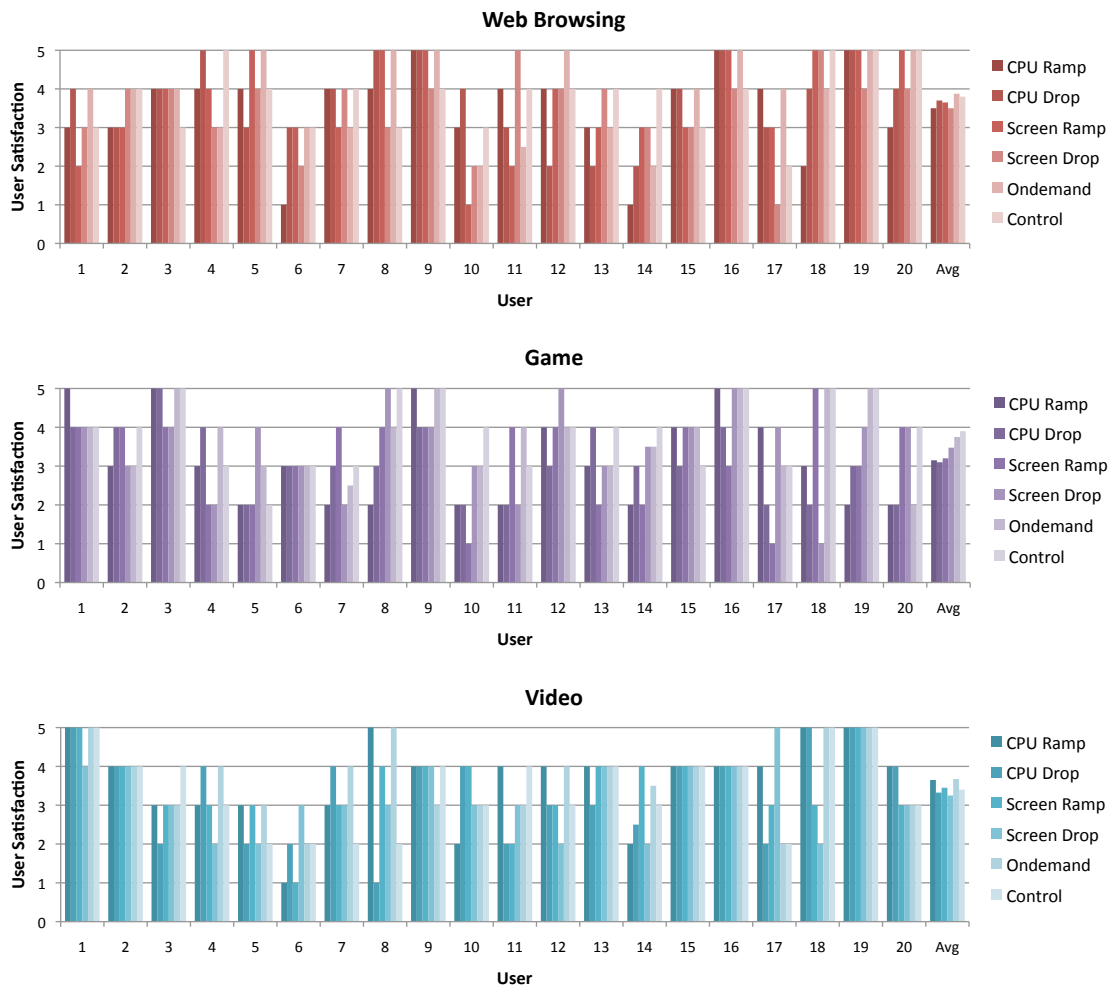 Web Browsing
User Satisfaction
5
4
3
2
1
0
1 2 3 4 5 6 7 8 9 10 11 12 13 14 15 16 17 18 19 20 Avg
User
CPU Ramp
CPU Drop
Screen Ramp
Screen Drop
Ondemand
Control
Game
User Satisfaction
5
4
3
2
1
0
1 2 3 4 5 6 7 8 9 10 11 12 13 14 15 16 17 18 19 20 Avg
User
CPU Ramp
CPU Drop
Screen Ramp
Screen Drop
Ondemand
Control
Video
User Satisfaction
5
4
3
2
1
0
1 2 3 4 5 6 7 8 9 10 11 12 13 14 15 16 17 18 19 20 Avg
User
CPU Ramp
CPU Drop
Screen Ramp
Screen Drop
Ondemand
Control